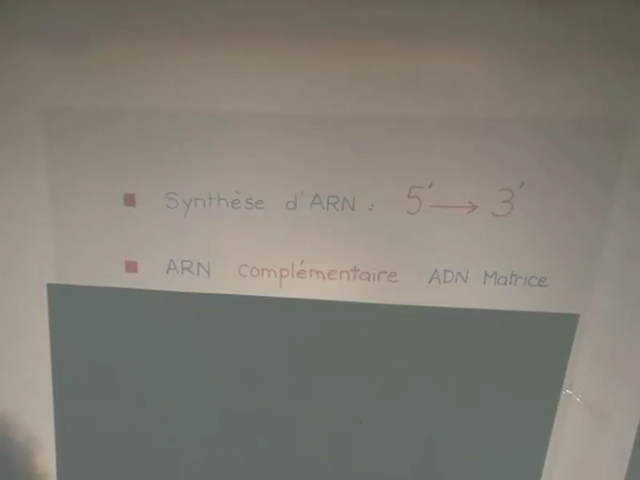 Synthèse d'ARN : 5' → 3'
ARN complémentaire ADN Matrice